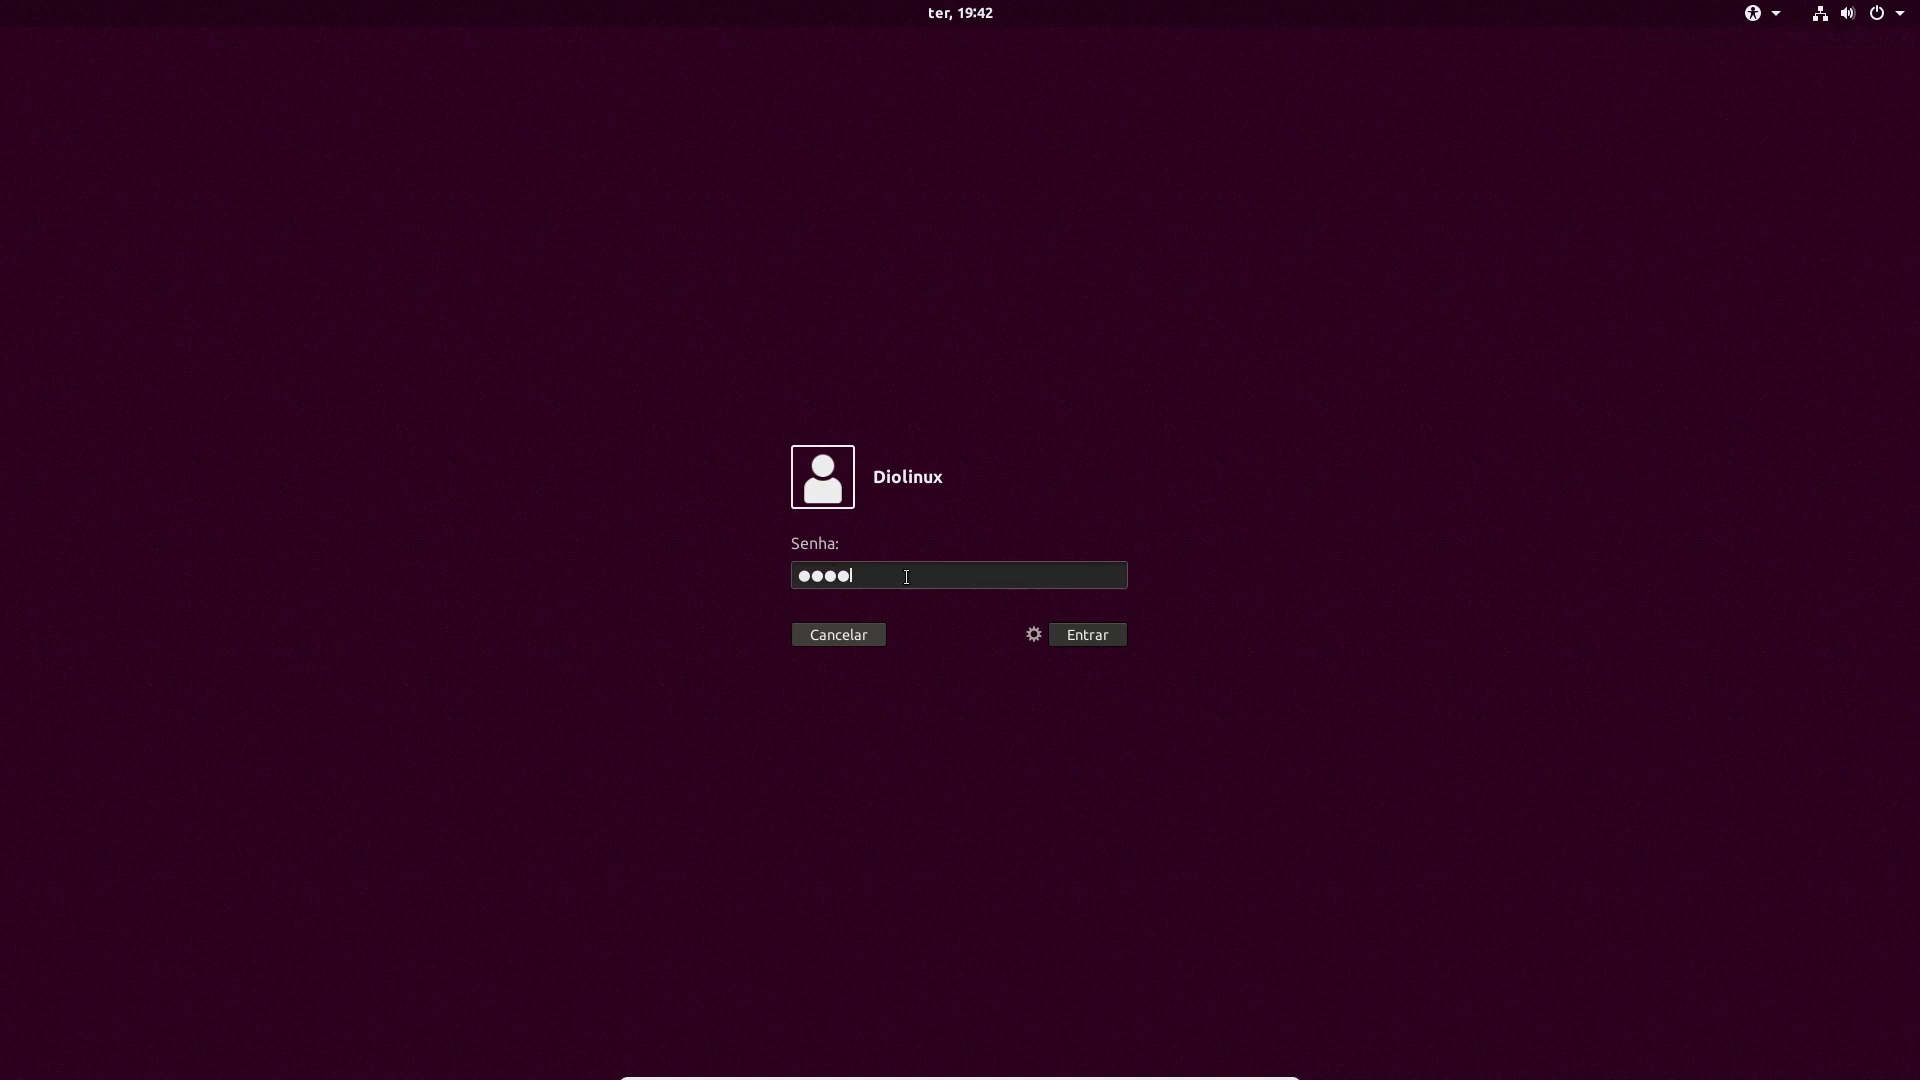 ter, 19:42
Diolinux
Senha:
●●●●
Cancelar
Entrar